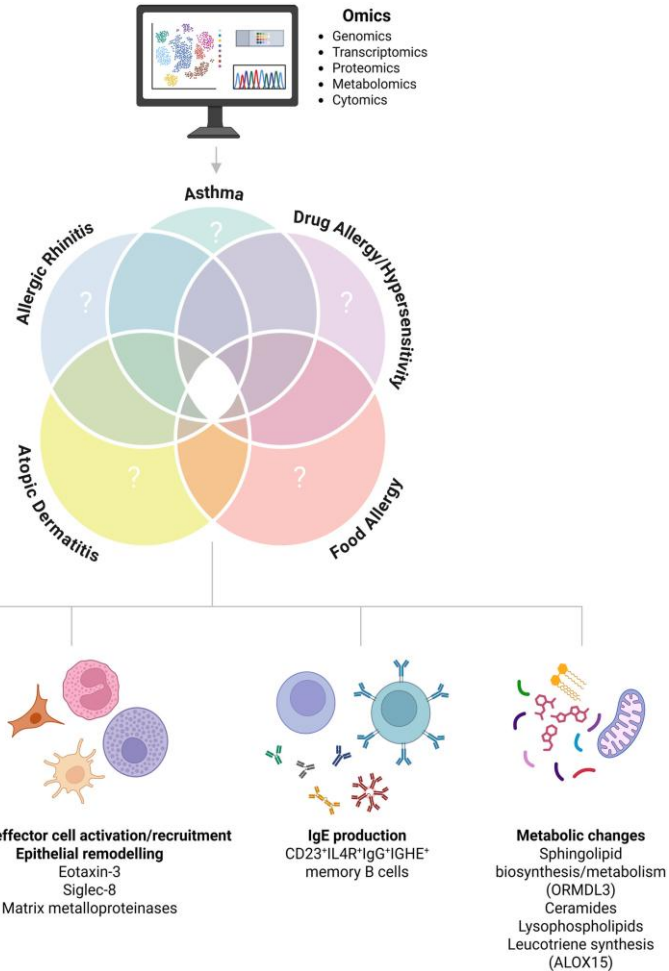 Omics
• Genomics
• Transcriptomics
• Proteomics
• Metabolomics
• Cytomics
Asthma
Allergic Rhinitis
Drug Allergy/Hypersensitivity
?
?
?
?
?
Atopic Dermatitis
Food Allergy
effector cell activation/recruitment
Epithelial remodelling
Eotaxin-3
Siglec-8
Matrix metalloproteinases
IgE production
CD23⁺IL4R⁺IgG⁺IGHE⁺
memory B cells
Metabolic changes
Sphingolipid
biosynthesis/metabolism
(ORMDL3)
Ceramides
Lysophospholipids
Leucotriene synthesis
(ALOX15)